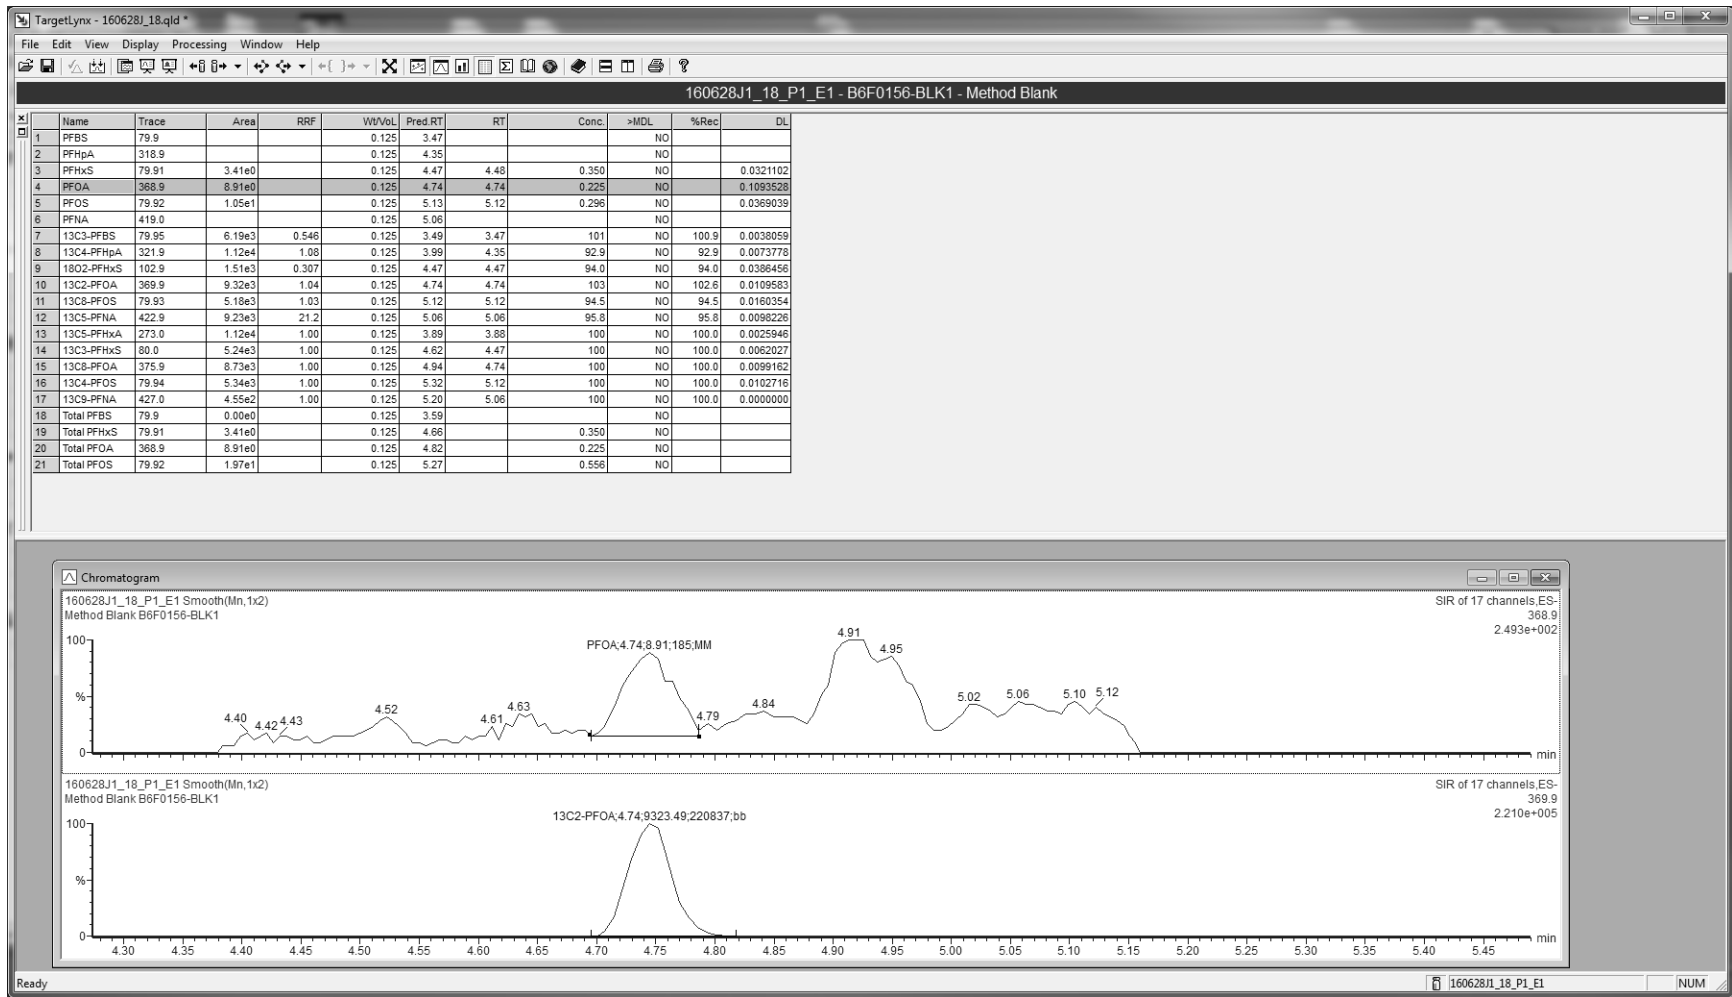 TargetLynx - 160628J_18.qld *
File Edit View Display Processing Window Help
160628J1_18_P1_E1 - B6F0156-BLK1 - Method Blank
Name Trace Area RRF Wt/VoL Pred.RT RT Conc. >MDL %Rec DL
1 PFBS 79.9 0.125 3.47 NO
2 PFHpA 318.9 0.125 4.35 NO
3 PFHxS 79.91 3.41e0 0.125 4.47 4.48 0.350 NO 0.0321102
4 PFOA 368.9 8.91e0 0.125 4.74 4.74 0.225 NO 0.1093528
5 PFOS 79.92 1.05e1 0.125 5.13 5.12 0.296 NO 0.0369039
6 PFNA 419.0 0.125 5.06 NO
7 13C3-PFBS 79.95 6.19e3 0.546 0.125 3.49 3.47 101 NO 100.9 0.0038059
8 13C4-PFHpA 321.9 1.12e4 1.08 0.125 3.99 4.35 92.9 NO 92.9 0.0073778
9 18O2-PFHxS 102.9 1.51e3 0.307 0.125 4.47 4.47 94.0 NO 94.0 0.0386456
10 13C2-PFOA 369.9 9.32e3 1.04 0.125 4.74 4.74 103 NO 102.6 0.0109583
11 13C8-PFOS 79.93 5.18e3 1.03 0.125 5.12 5.12 94.5 NO 94.5 0.0160354
12 13C5-PFNA 422.9 9.23e3 21.2 0.125 5.06 5.06 95.8 NO 95.8 0.0098226
13 13C5-PFHxA 273.0 1.12e4 1.00 0.125 3.89 3.88 100 NO 100.0 0.0025946
14 13C3-PFHxS 80.0 5.24e3 1.00 0.125 4.62 4.47 100 NO 100.0 0.0062027
15 13C8-PFOA 375.9 8.73e3 1.00 0.125 4.94 4.74 100 NO 100.0 0.0099162
16 13C4-PFOS 79.94 5.34e3 1.00 0.125 5.32 5.12 100 NO 100.0 0.0102716
17 13C9-PFNA 427.0 4.55e2 1.00 0.125 5.20 5.06 100 NO 100.0 0.0000000
18 Total PFBS 79.9 0.00e0 0.125 3.59 NO
19 Total PFHxS 79.91 3.41e0 0.125 4.66 0.350 NO
20 Total PFOA 368.9 8.91e0 0.125 4.82 0.225 NO
21 Total PFOS 79.92 1.97e1 0.125 5.27 0.556 NO
Chromatogram
160628J1_18_P1_E1 Smooth(Mn,1x2)
Method Blank B6F0156-BLK1
SIR of 17 channels,ES-
368.9
2.493e+002
100
%
0
4.40 4.42 4.43 4.52 4.61 4.63
PFOA;4.74;8.91;185;MM
4.79 4.84 4.91 4.95 5.02 5.06 5.10 5.12
min
160628J1_18_P1_E1 Smooth(Mn,1x2)
Method Blank B6F0156-BLK1
SIR of 17 channels,ES-
369.9
2.210e+005
13C2-PFOA;4.74;9323.49;220837;bb
100
%
0
min
4.30 4.35 4.40 4.45 4.50 4.55 4.60 4.65 4.70 4.75 4.80 4.85 4.90 4.95 5.00 5.05 5.10 5.15 5.20 5.25 5.30 5.35 5.40 5.45
Ready
160628J1_18_P1_E1
NUM